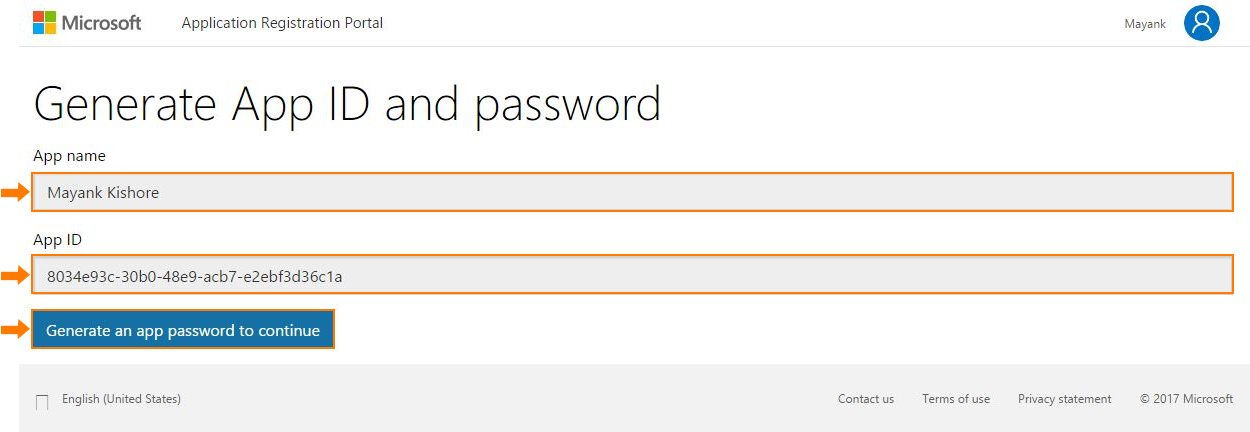 Microsoft Application Registration Portal Mayank
Generate App ID and password
App name
Mayank Kishore
App ID
8034e93c-30b0-48e9-acb7-e2ebf3d36c1a
Generate an app password to continue
English (United States) Contact us Terms of use Privacy statement © 2017 Microsoft